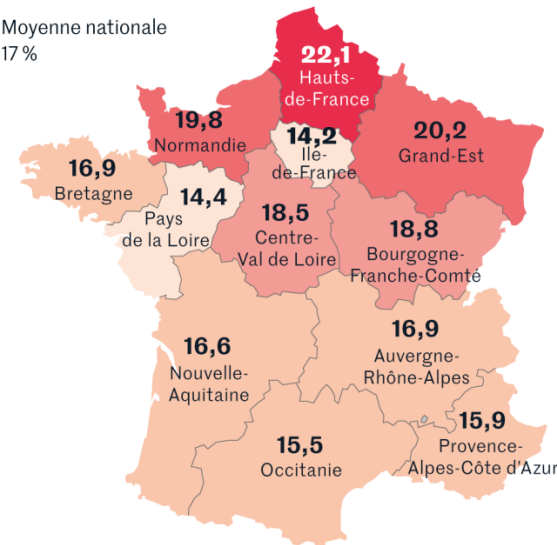 Moyenne nationale
17 %
22,1
Hauts-
de-France
19,8
Normandie
14,2
Ile-
de-France
20,2
Grand-Est
16,9
Bretagne
14,4
Pays
de la Loire
18,5
Centre-
Val de Loire
18,8
Bourgogne-
Franche-Comté
16,6
Nouvelle-
Aquitaine
16,9
Auvergne-
Rhône-Alpes
15,5
Occitanie
15,9
Provence-
Alpes-Côte d'Azur